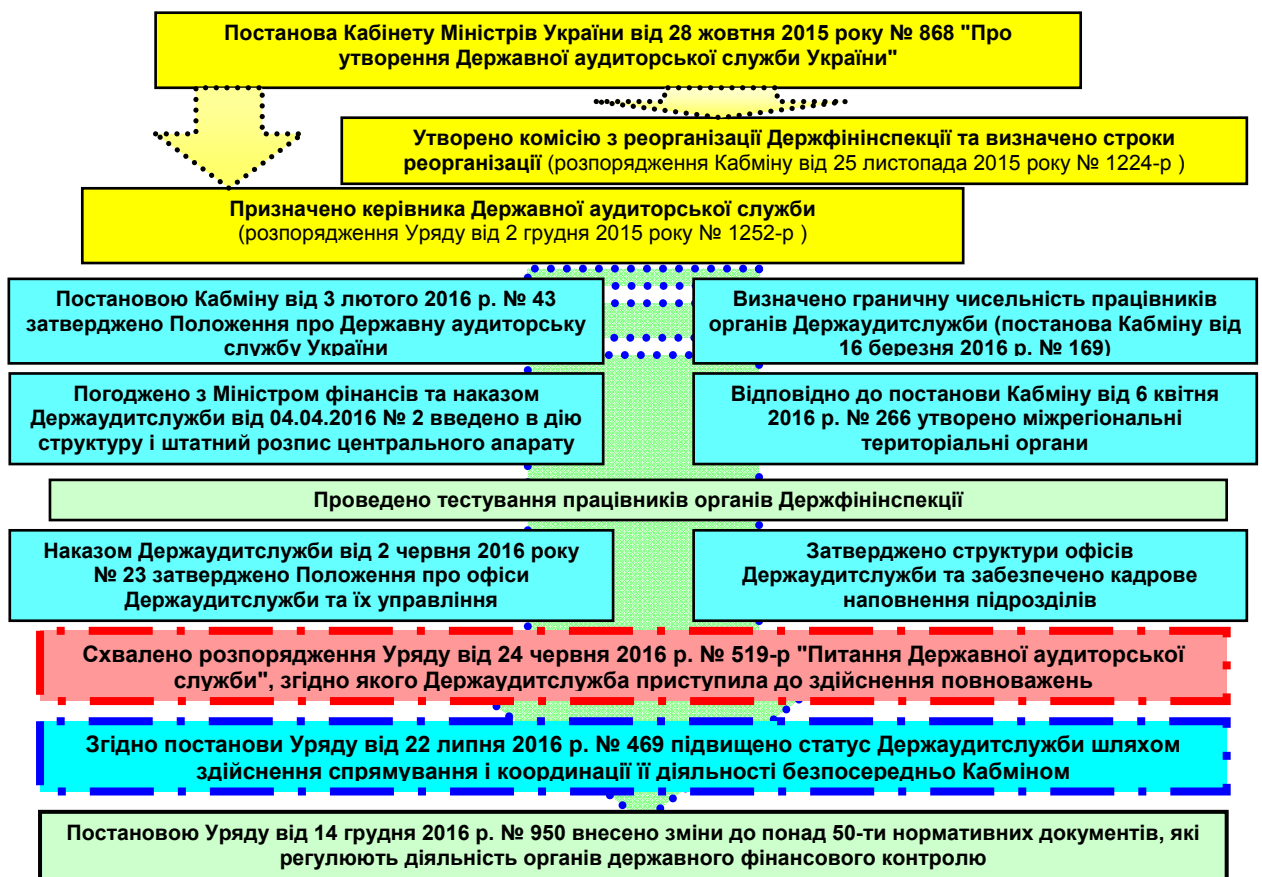 Постанова Кабінету Міністрів України від 28 жовтня 2015 року № 868 "Про
утворення Державної аудиторської служби України"
Утворено комісію з реорганізації Держфінінспекції та визначено строки
реорганізації (розпорядження Кабміну від 25 листопада 2015 року № 1224-р )
Призначено керівника Державної аудиторської служби
(розпорядження Уряду від 2 грудня 2015 року № 1252-р )
Постановою Кабміну від 3 лютого 2016 р. № 43
затверджено Положення про Державну аудиторську
службу України
Визначено граничну чисельність працівників
органів Держаудитслужби (постанова Кабміну від
16 березня 2016 р. № 169)
Погоджено з Міністром фінансів та наказом
Держаудитслужби від 04.04.2016 № 2 введено в дію
структуру і штатний розпис центрального апарату
Відповідно до постанови Кабміну від 6 квітня
2016 р. № 266 утворено міжрегіональні
територіальні органи
Проведено тестування працівників органів Держфінінспекції
Наказом Держаудитслужби від 2 червня 2016 року
№ 23 затверджено Положення про офіси
Держаудитслужби та їх управління
Затверджено структури офісів
Держаудитслужби та забезпечено кадрове
наповнення підрозділів
Схвалено розпорядження Уряду від 24 червня 2016 р. № 519-р "Питання Державної аудиторської
служби", згідно якого Держаудитслужба приступила до здійснення повноважень
Згідно постанови Уряду від 22 липня 2016 р. № 469 підвищено статус Держаудитслужби шляхом
здійснення спрямування і координації її діяльності безпосередньо Кабміном
Постановою Уряду від 14 грудня 2016 р. № 950 внесено зміни до понад 50-ти нормативних документів, які
регулюють діяльність органів державного фінансового контролю